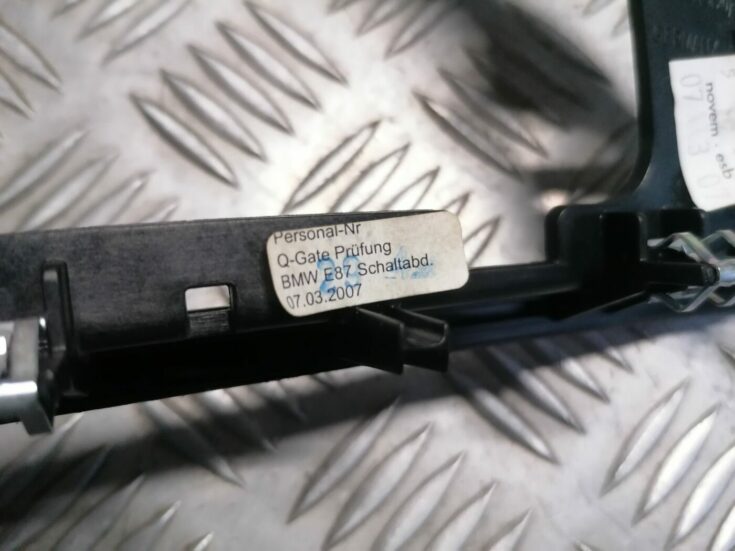 Personal-Nr
Q-Gate Prüfung
BMW E87 Schaltabd.
07.03.2007